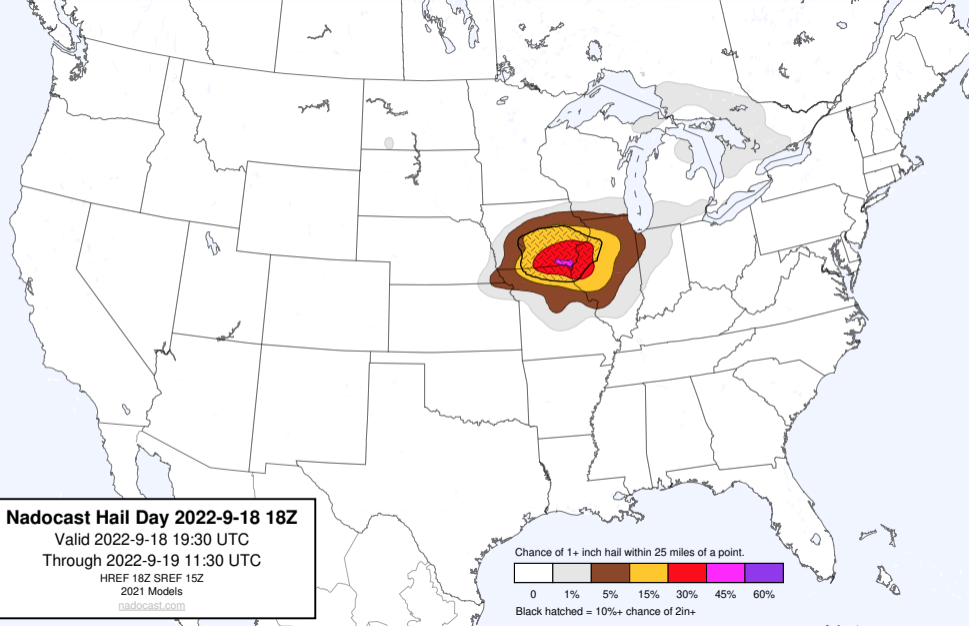 Nadocast Hail Day 2022-9-18 18Z
Valid 2022-9-18 19:30 UTC
Through 2022-9-19 11:30 UTC
HREF 18Z SREF 15Z
2021 Models
nadocast.com
Chance of 1+ inch hail within 25 miles of a point.
0 1% 5% 15% 30% 45% 60%
Black hatched = 10%+ chance of 2in+